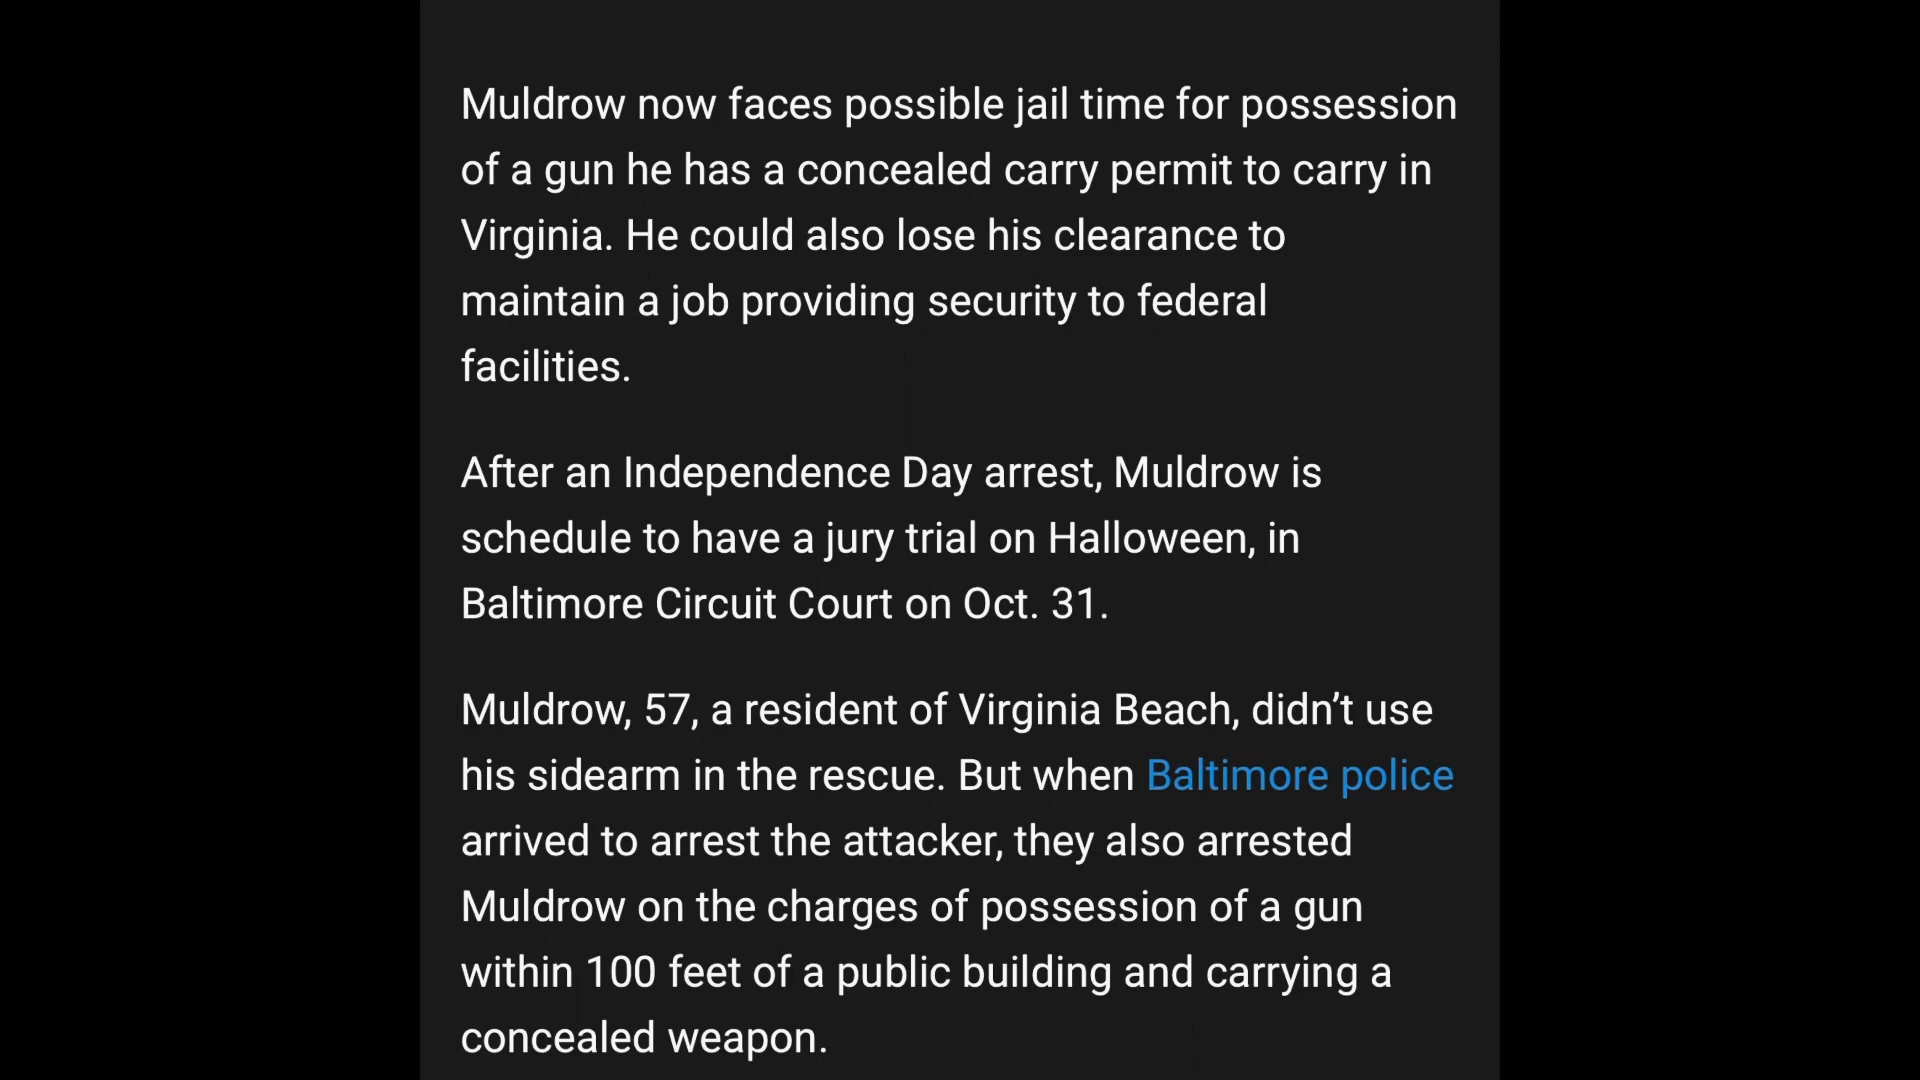 Muldrow now faces possible jail time for possession
of a gun he has a concealed carry permit to carry in
Virginia. He could also lose his clearance to
maintain a job providing security to federal
facilities.
After an Independence Day arrest, Muldrow is
schedule to have a jury trial on Halloween, in
Baltimore Circuit Court on Oct. 31.
Muldrow, 57, a resident of Virginia Beach, didn’t use
his sidearm in the rescue. But when Baltimore police
arrived to arrest the attacker, they also arrested
Muldrow on the charges of possession of a gun
within 100 feet of a public building and carrying a
concealed weapon.